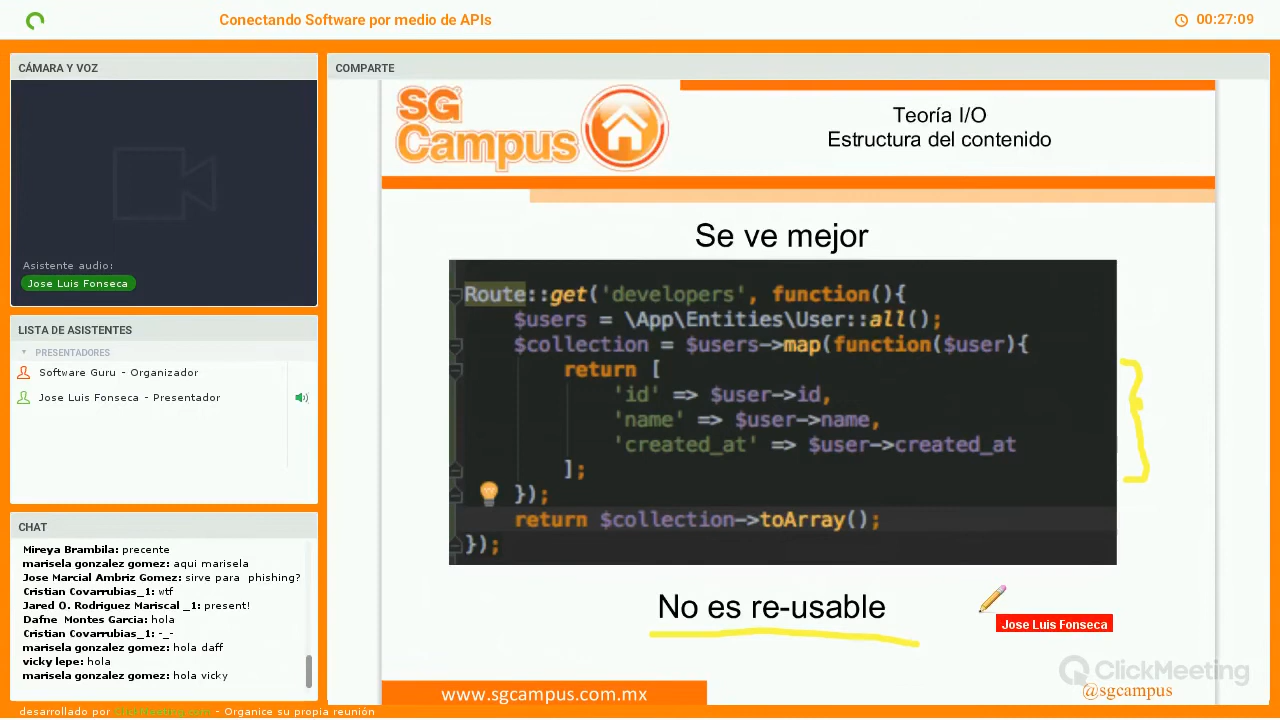 Conectando Software por medio de APIs
00:27:09
CÁMARA Y VOZ
Asistente audio:
Jose Luis Fonseca
LISTA DE ASISTENTES
PRESENTADORES
Software Guru - Organizador
Jose Luis Fonseca - Presentador
CHAT
Mireya Brambila: precente
marisela gonzalez gomez: aqui marisela
Jose Marcial Ambriz Gomez: sirve para phishing?
Cristian Covarrubias_1: wtf
Jared O. Rodriguez Mariscal _1: present!
Dafne Montes Garcia: hola
Cristian Covarrubias_1: -_-
marisela gonzalez gomez: hola daff
vicky lepe: hola
marisela gonzalez gomez: hola vicky
COMPARTE
SG
Campus
Teoría I/O
Estructura del contenido
Se ve mejor
Route::get('developers', function(){
$users = \App\Entities\User::all();
$collection = $users->map(function($user){
return [
'id' => $user->id,
'name' => $user->name,
'created_at' => $user->created_at
];
});
return $collection->toArray();
});
No es re-usable
Jose Luis Fonseca
ClickMeeting
@sgcampus
www.sgcampus.com.mx
desarrollado por ClickMeeting.com - Organice su propia reunión